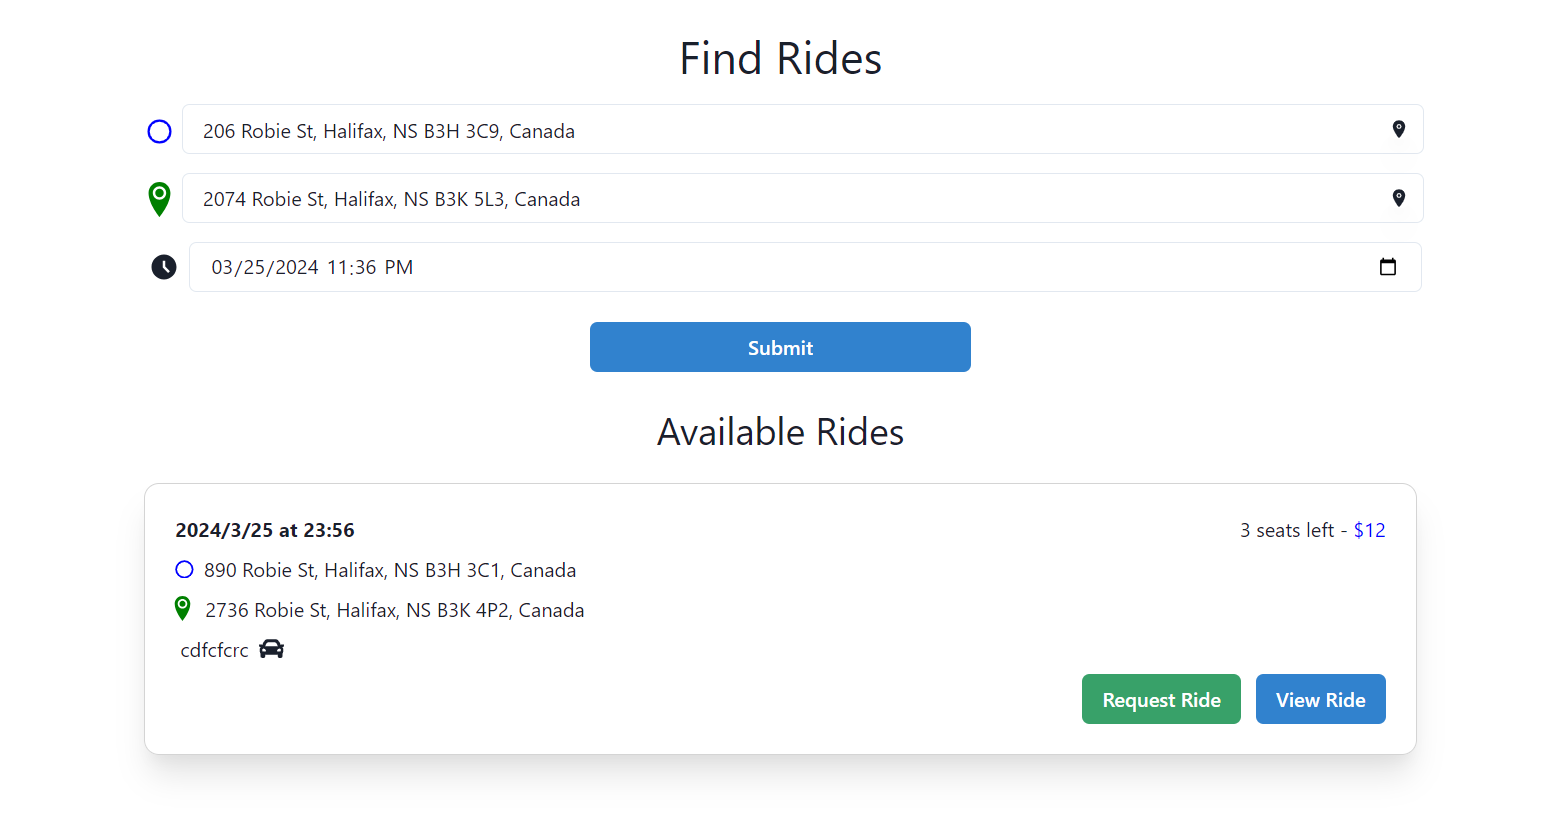 Find Rides
206 Robie St, Halifax, NS B3H 3C9, Canada
2074 Robie St, Halifax, NS B3K 5L3, Canada
03/25/2024 11:36 PM
Submit
Available Rides
2024/3/25 at 23:56
3 seats left - $12
890 Robie St, Halifax, NS B3H 3C1, Canada
2736 Robie St, Halifax, NS B3K 4P2, Canada
cdfcfcrc
Request Ride
View Ride